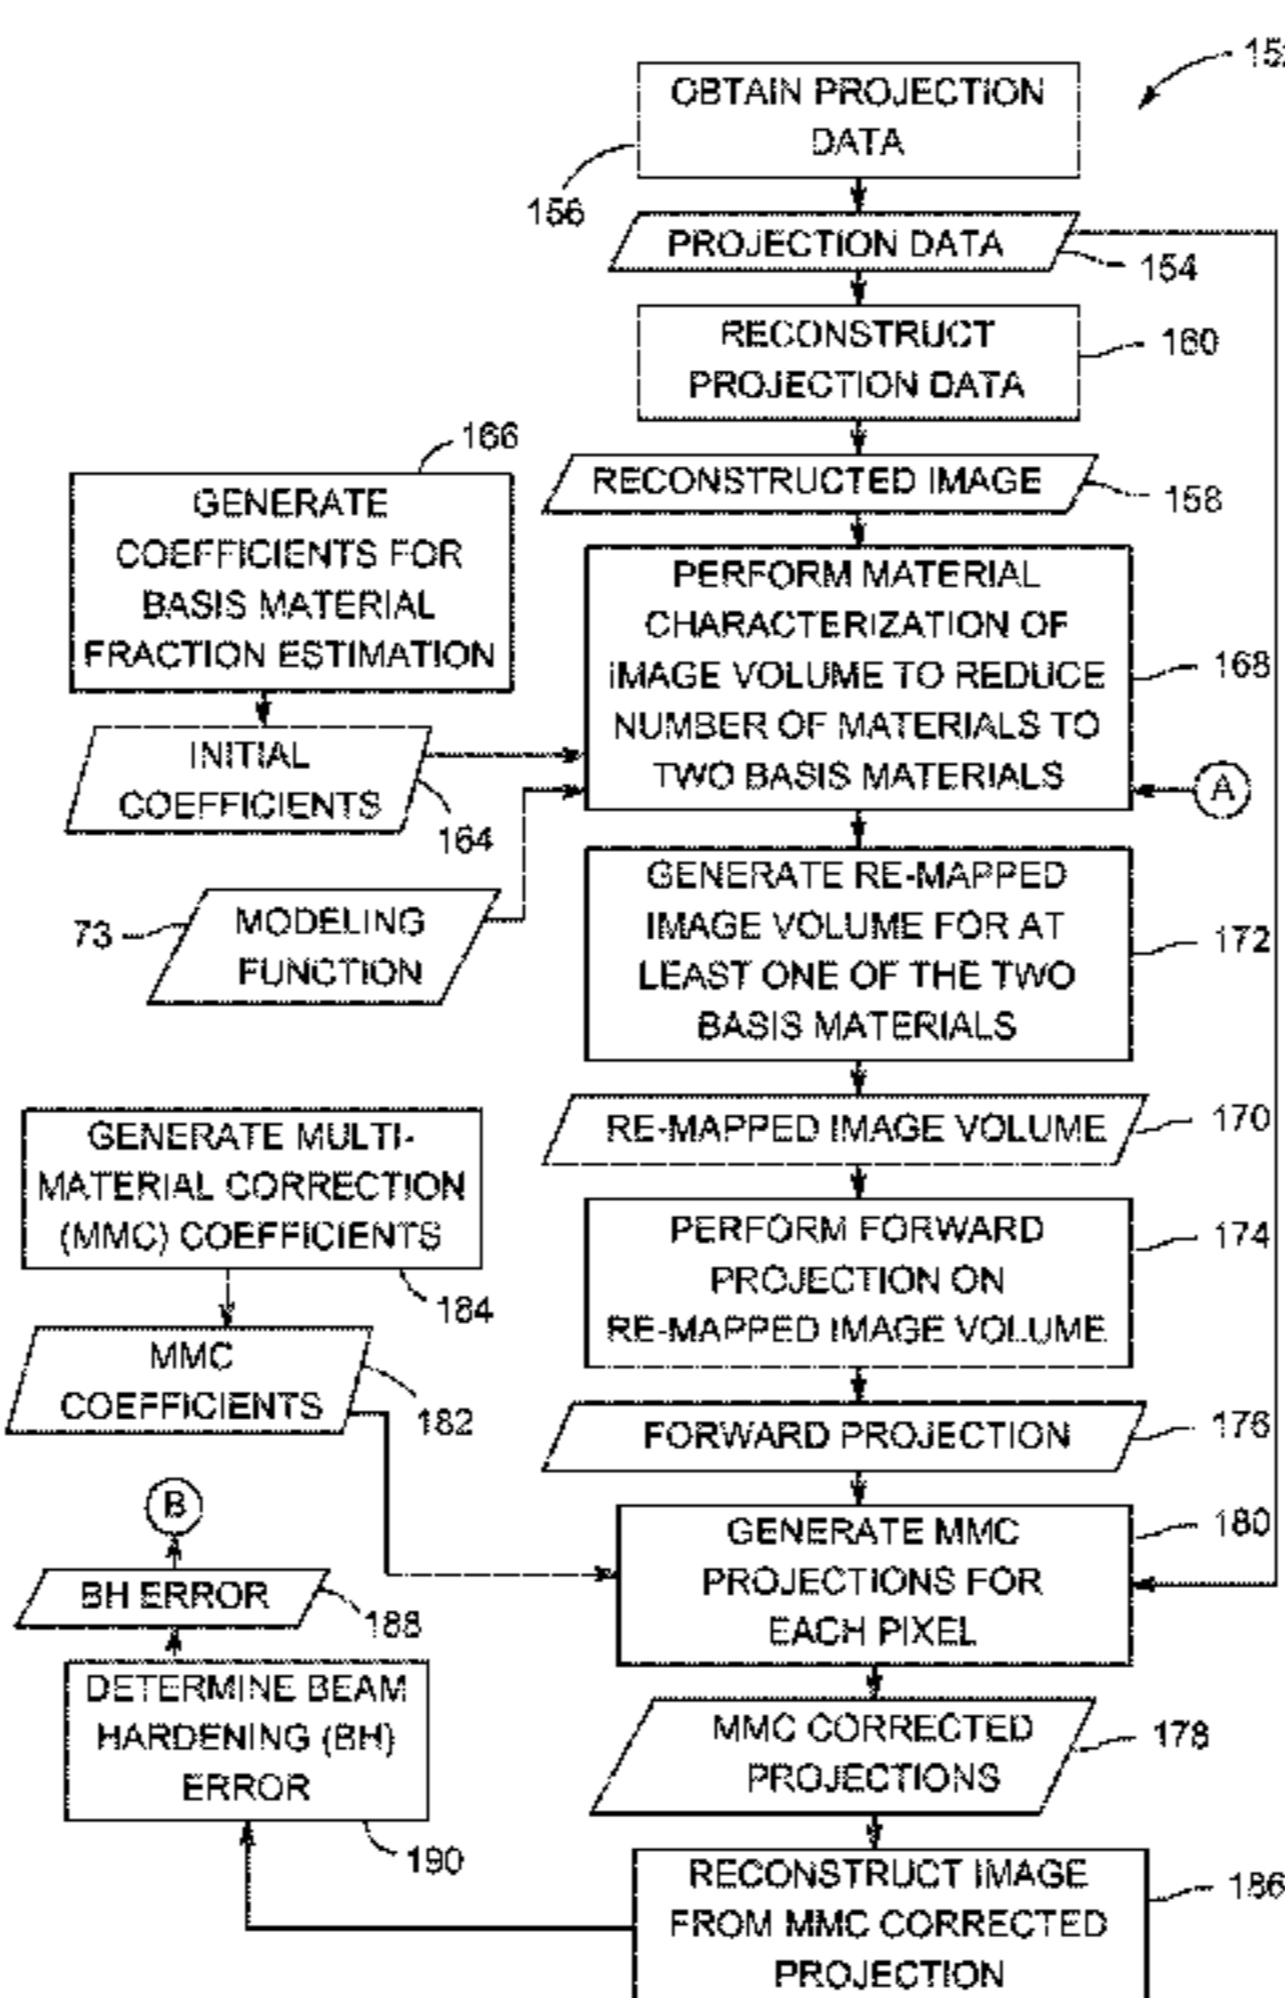 OBTAIN PROJECTION
DATA
156
PROJECTION DATA
154
RECONSTRUCT
PROJECTION DATA
160
RECONSTRUCTED IMAGE
158
166
GENERATE
COEFFICIENTS FOR
BASIS MATERIAL
FRACTION ESTIMATION
INITIAL
COEFFICIENTS
164
PERFORM MATERIAL
CHARACTERIZATION OF
IMAGE VOLUME TO REDUCE
NUMBER OF MATERIALS TO
TWO BASIS MATERIALS
168
A
73
MODELING
FUNCTION
GENERATE RE-MAPPED
IMAGE VOLUME FOR AT
LEAST ONE OF THE TWO
BASIS MATERIALS
172
RE-MAPPED IMAGE VOLUME
170
GENERATE MULTI-
MATERIAL CORRECTION
(MMC) COEFFICIENTS
184
PERFORM FORWARD
PROJECTION ON
RE-MAPPED IMAGE VOLUME
174
MMC
COEFFICIENTS
182
FORWARD PROJECTION
176
GENERATE MMC
PROJECTIONS FOR
EACH PIXEL
180
B
BH ERROR
188
DETERMINE BEAM
HARDENING (BH)
ERROR
190
MMC CORRECTED
PROJECTIONS
178
RECONSTRUCT IMAGE
FROM MMC CORRECTED
PROJECTION
186